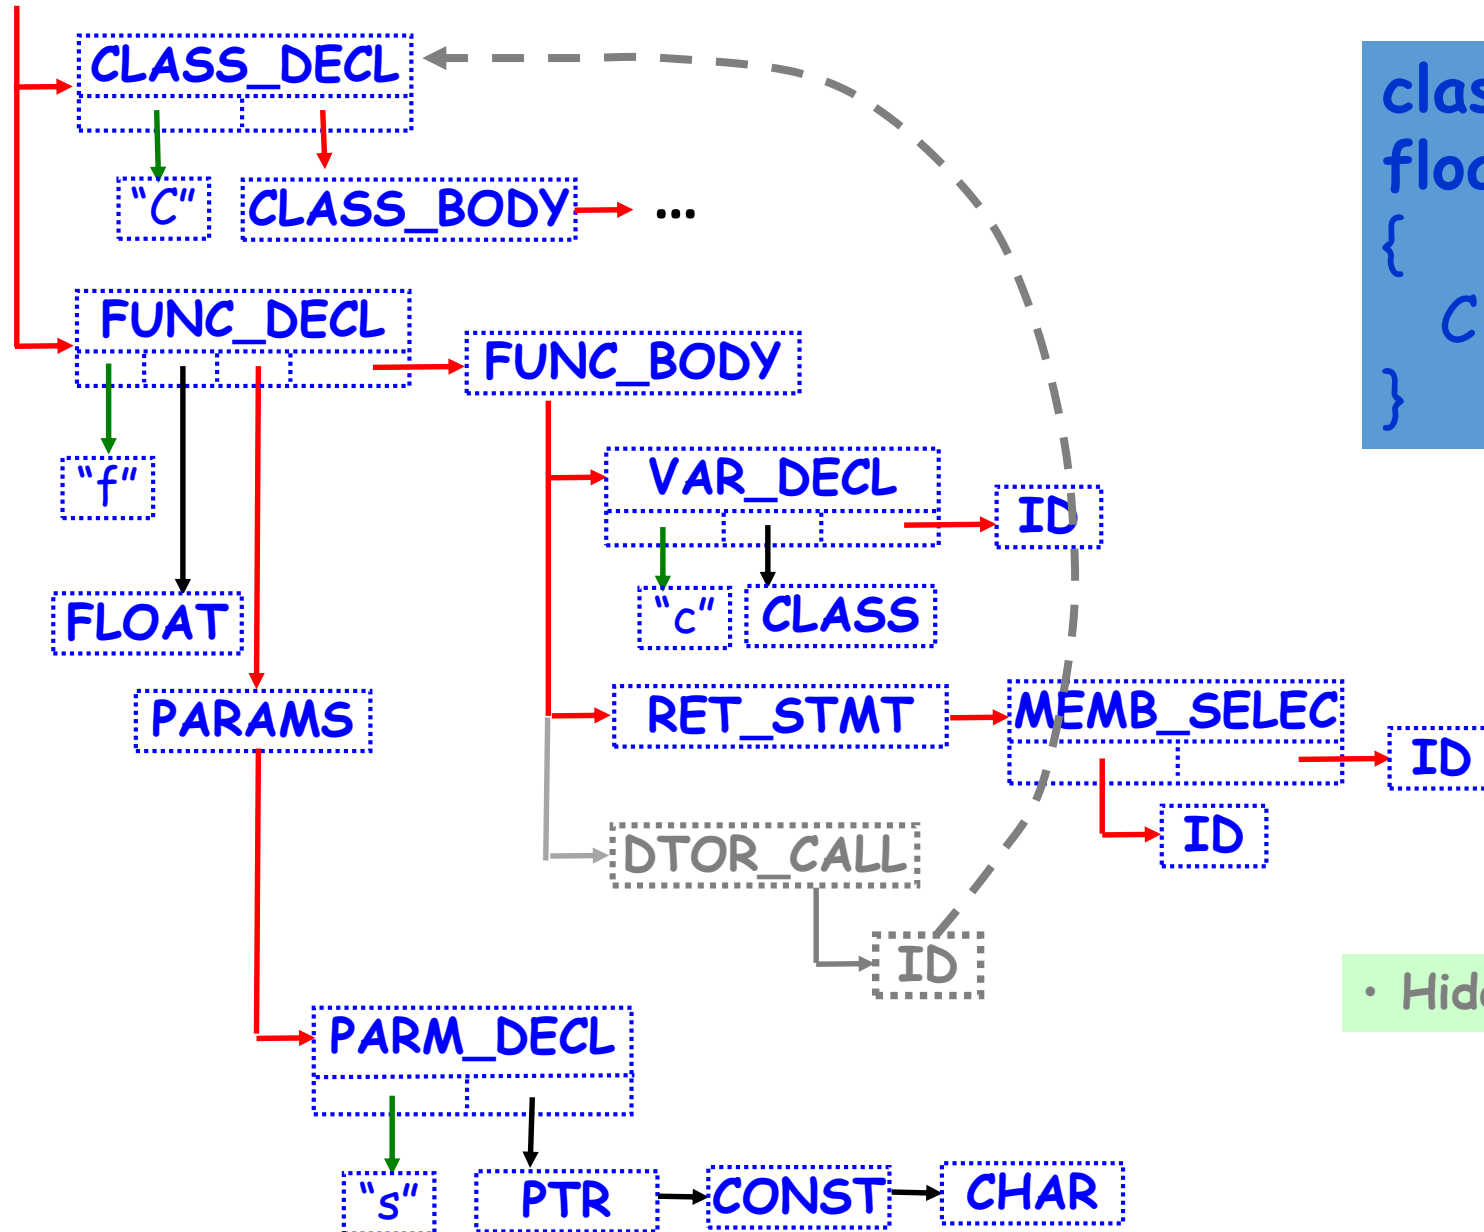 CLASS_DECL
"C"
CLASS_BODY
...
FUNC_DECL
FUNC_BODY
"f"
FLOAT
PARAMS
VAR_DECL
ID
"c"
CLASS
RET_STMT
MEMB_SELEC
ID
ID
DTOR_CALL
ID
PARM_DECL
"s"
PTR
CONST
CHAR
{
C
}
•